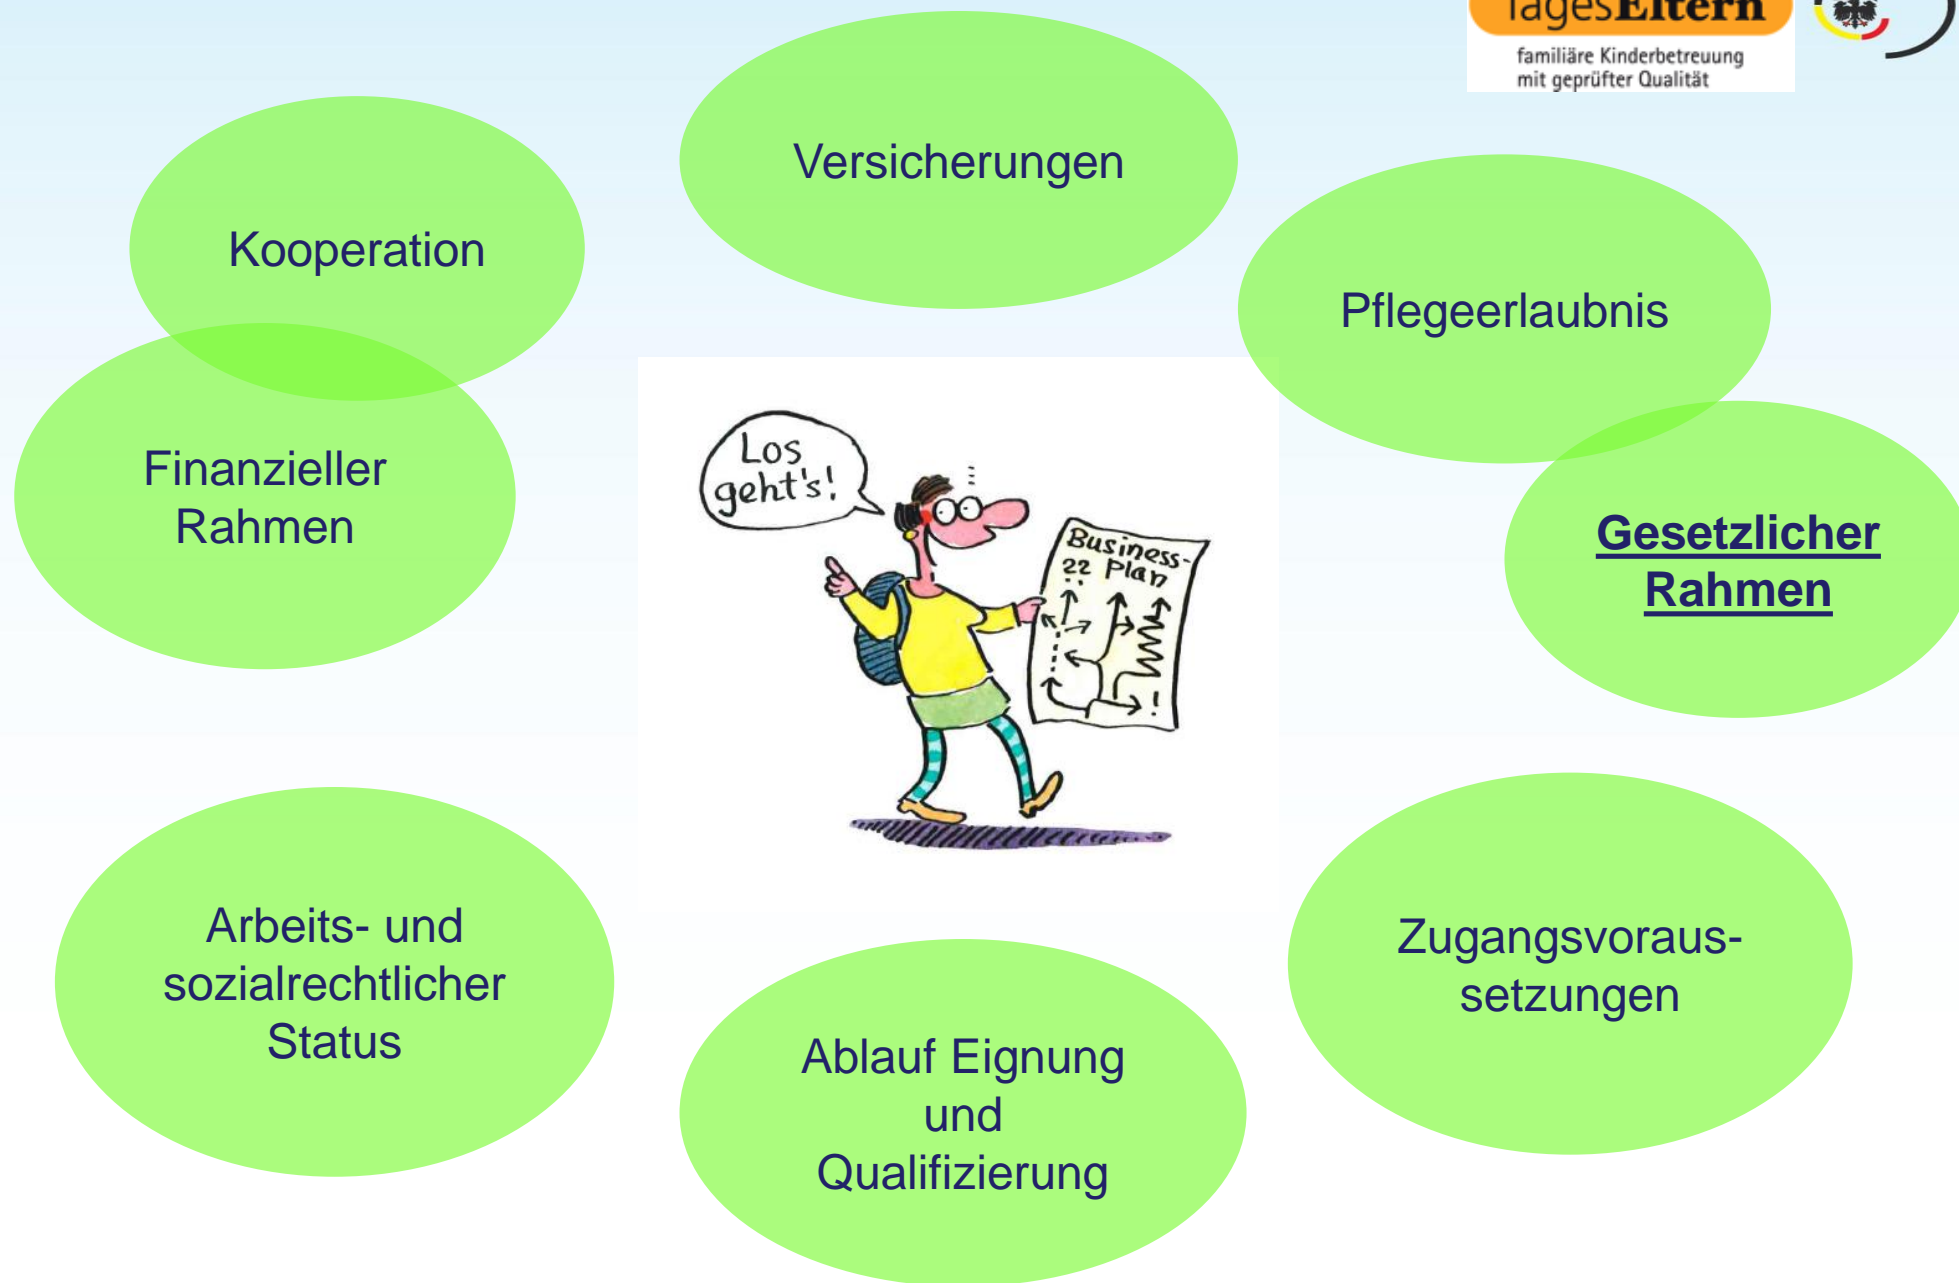 TagesEltern
familiäre Kinderbetreuung
mit geprüfter Qualität
Versicherungen
Kooperation
Pflegeerlaubnis
Finanzieller
Rahmen
Los
geht's!
Business-
?? Plan
!
Gesetzlicher
Rahmen
Arbeits- und
sozialrechtlicher
Status
Zugangsvoraus-
setzungen
Ablauf Eignung
und
Qualifizierung